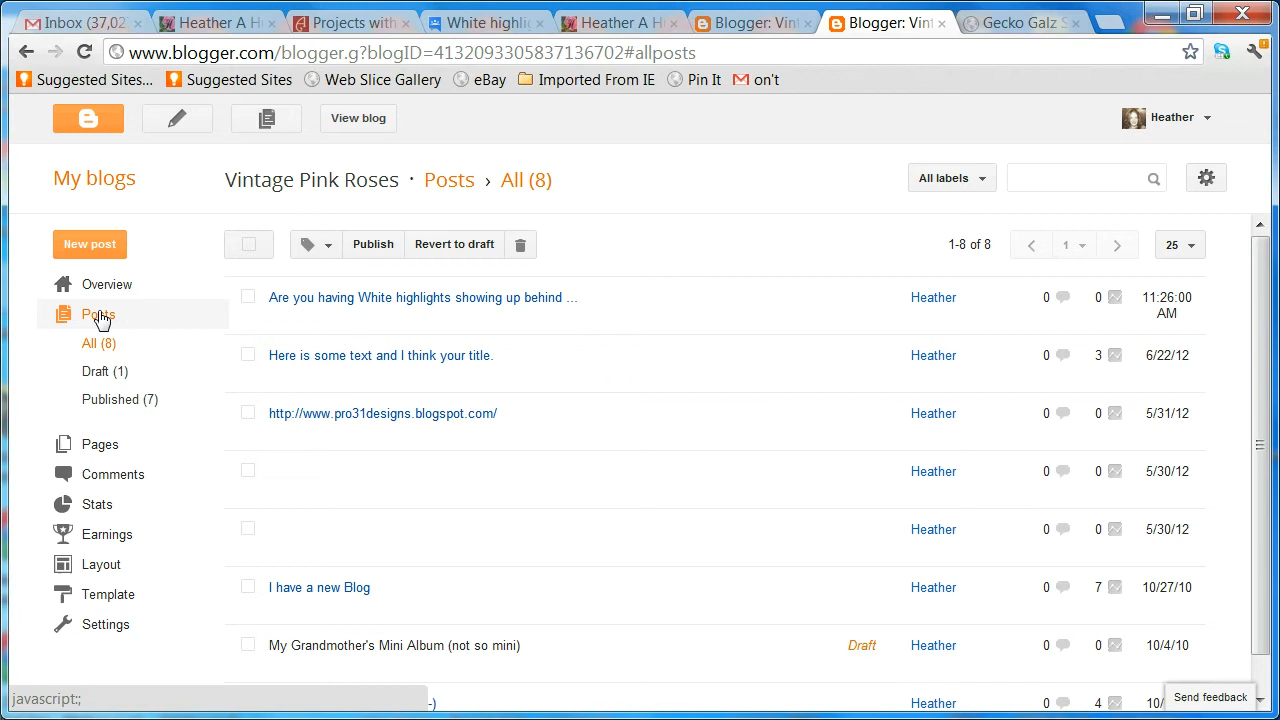 Inbox (37,02
Heather A H
Projects with
White highli
Heather A H
Blogger: Vint
Blogger: Vint
Gecko Galz S
www.blogger.com/blogger.g?blogID=4132093305837136702#allposts
Suggested Sites...
Suggested Sites
Web Slice Gallery
eBay
Imported From IE
Pin It
on't
View blog
Heather
My blogs
Vintage Pink Roses · Posts › All (8)
All labels
New post
Publish
Revert to draft
1-8 of 8
1
25
Overview
Posts
All (8)
Draft (1)
Published (7)
Pages
Comments
Stats
Earnings
Layout
Template
Settings
Are you having White highlights showing up behind ... Heather 0 0 11:26:00 AM
Here is some text and I think your title. Heather 0 3 6/22/12
http://www.pro31designs.blogspot.com/ Heather 0 0 5/31/12
Heather 0 0 5/30/12
Heather 0 0 5/30/12
I have a new Blog Heather 0 7 10/27/10
My Grandmother's Mini Album (not so mini) Draft Heather 0 0 10/4/10
-) Heather 0 4 10/
javascript:;
Send feedback